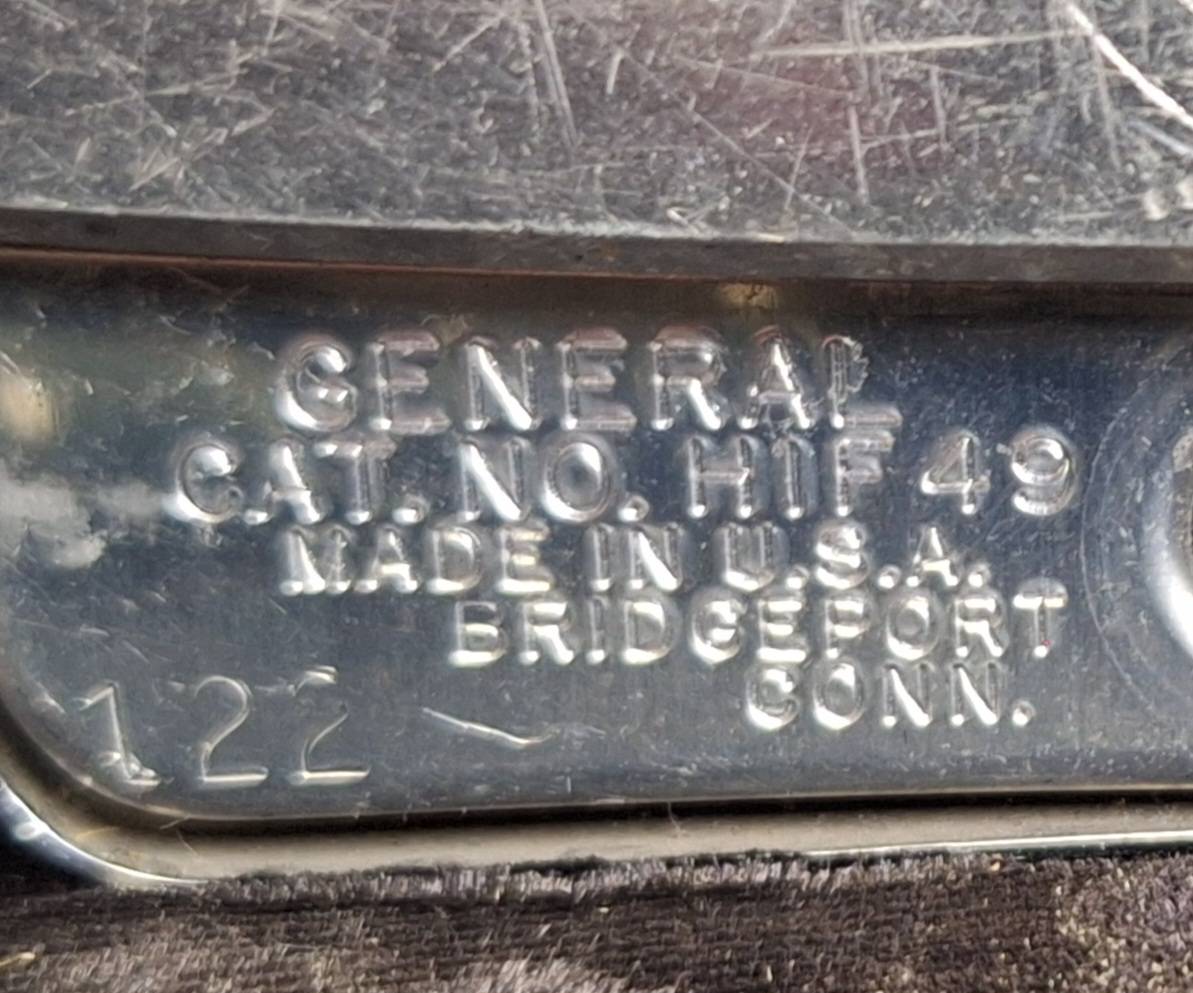 GENERAL
CAT. NO. H1F 49
MADE IN U.S.A.
BRIDGEPORT
CONN.
122